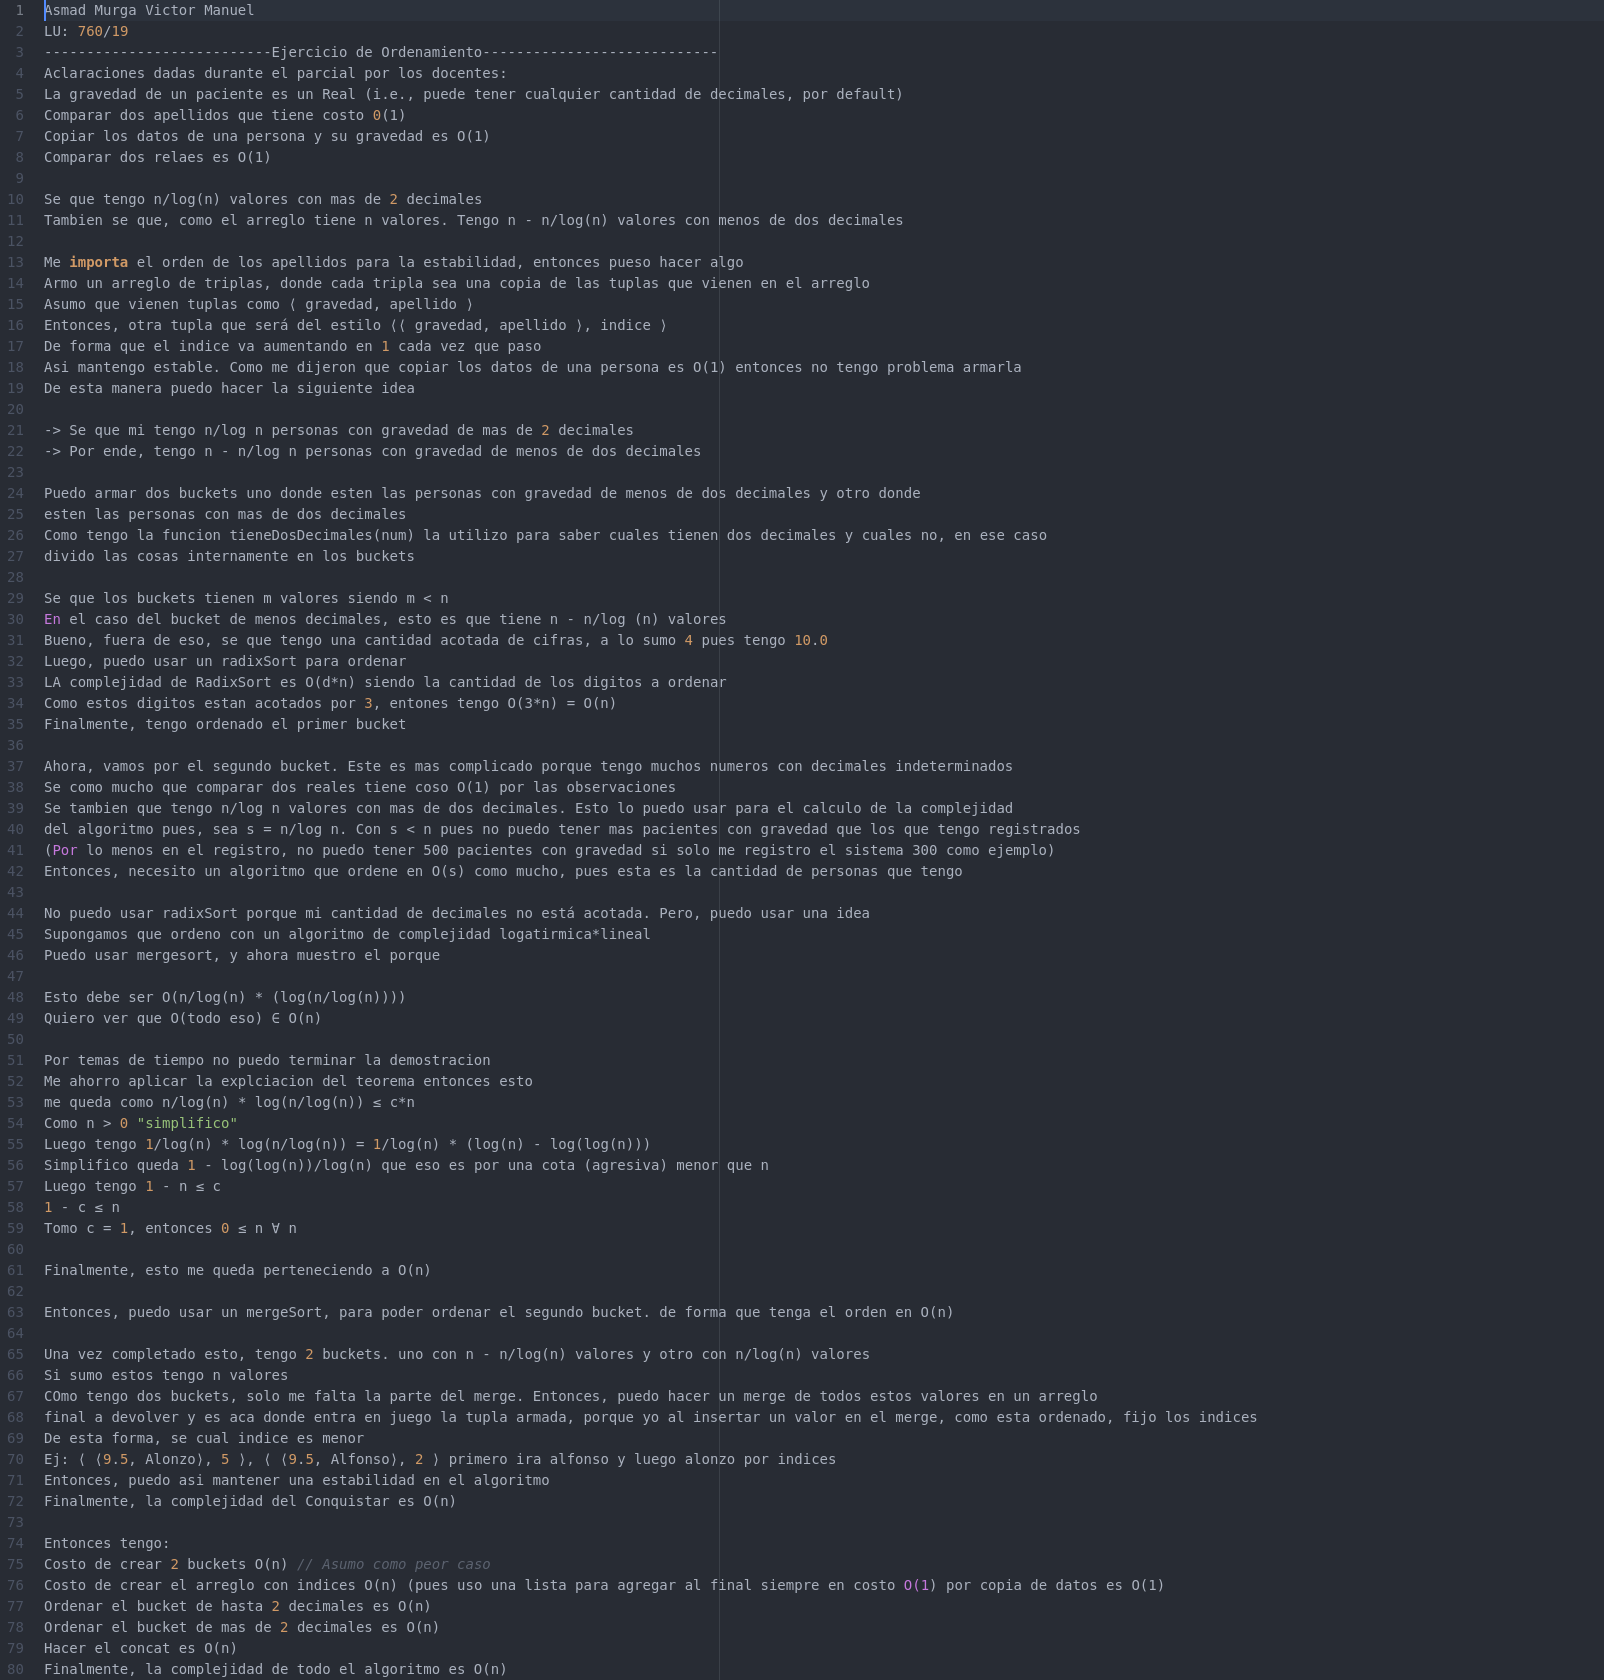 1 Asmad Murga Victor Manuel
2 LU: 760/19
3 ---------------------------Ejercicio de Ordenamiento----------------------------
4 Aclaraciones dadas durante el parcial por los docentes:
5 La gravedad de un paciente es un Real (i.e., puede tener cualquier cantidad de decimales, por default)
6 Comparar dos apellidos que tiene costo 0(1)
7 Copiar los datos de una persona y su gravedad es O(1)
8 Comparar dos relaes es O(1)
9
10 Se que tengo n/log(n) valores con mas de 2 decimales
11 Tambien se que, como el arreglo tiene n valores. Tengo n - n/log(n) valores con menos de dos decimales
12
13 Me importa el orden de los apellidos para la estabilidad, entonces pueso hacer algo
14 Armo un arreglo de triplas, donde cada tripla sea una copia de las tuplas que vienen en el arreglo
15 Asumo que vienen tuplas como ⟨ gravedad, apellido ⟩
16 Entonces, otra tupla que será del estilo ⟨⟨ gravedad, apellido ⟩, indice ⟩
17 De forma que el indice va aumentando en 1 cada vez que paso
18 Asi mantengo estable. Como me dijeron que copiar los datos de una persona es O(1) entonces no tengo problema armarla
19 De esta manera puedo hacer la siguiente idea
20
21 -> Se que mi tengo n/log n personas con gravedad de mas de 2 decimales
22 -> Por ende, tengo n - n/log n personas con gravedad de menos de dos decimales
23
24 Puedo armar dos buckets uno donde esten las personas con gravedad de menos de dos decimales y otro donde
25 esten las personas con mas de dos decimales
26 Como tengo la funcion tieneDosDecimales(num) la utilizo para saber cuales tienen dos decimales y cuales no, en ese caso
27 divido las cosas internamente en los buckets
28
29 Se que los buckets tienen m valores siendo m < n
30 En el caso del bucket de menos decimales, esto es que tiene n - n/log (n) valores
31 Bueno, fuera de eso, se que tengo una cantidad acotada de cifras, a lo sumo 4 pues tengo 10.0
32 Luego, puedo usar un radixSort para ordenar
33 LA complejidad de RadixSort es O(d*n) siendo la cantidad de los digitos a ordenar
34 Como estos digitos estan acotados por 3, entones tengo O(3*n) = O(n)
35 Finalmente, tengo ordenado el primer bucket
36
37 Ahora, vamos por el segundo bucket. Este es mas complicado porque tengo muchos numeros con decimales indeterminados
38 Se como mucho que comparar dos reales tiene coso O(1) por las observaciones
39 Se tambien que tengo n/log n valores con mas de dos decimales. Esto lo puedo usar para el calculo de la complejidad
40 del algoritmo pues, sea s = n/log n. Con s < n pues no puedo tener mas pacientes con gravedad que los que tengo registrados
41 (Por lo menos en el registro, no puedo tener 500 pacientes con gravedad si solo me registro el sistema 300 como ejemplo)
42 Entonces, necesito un algoritmo que ordene en O(s) como mucho, pues esta es la cantidad de personas que tengo
43
44 No puedo usar radixSort porque mi cantidad de decimales no está acotada. Pero, puedo usar una idea
45 Supongamos que ordeno con un algoritmo de complejidad logatirmica*lineal
46 Puedo usar mergesort, y ahora muestro el porque
47
48 Esto debe ser O(n/log(n) * (log(n/log(n))))
49 Quiero ver que O(todo eso) ∈ O(n)
50
51 Por temas de tiempo no puedo terminar la demostracion
52 Me ahorro aplicar la explciacion del teorema entonces esto
53 me queda como n/log(n) * log(n/log(n)) ≤ c*n
54 Como n > 0 "simplifico"
55 Luego tengo 1/log(n) * log(n/log(n)) = 1/log(n) * (log(n) - log(log(n)))
56 Simplifico queda 1 - log(log(n))/log(n) que eso es por una cota (agresiva) menor que n
57 Luego tengo 1 - n ≤ c
58 1 - c ≤ n
59 Tomo c = 1, entonces 0 ≤ n ∀ n
60
61 Finalmente, esto me queda perteneciendo a O(n)
62
63 Entonces, puedo usar un mergeSort, para poder ordenar el segundo bucket. de forma que tenga el orden en O(n)
64
65 Una vez completado esto, tengo 2 buckets. uno con n - n/log(n) valores y otro con n/log(n) valores
66 Si sumo estos tengo n valores
67 COmo tengo dos buckets, solo me falta la parte del merge. Entonces, puedo hacer un merge de todos estos valores en un arreglo
68 final a devolver y es aca donde entra en juego la tupla armada, porque yo al insertar un valor en el merge, como esta ordenado, fijo los indices
69 De esta forma, se cual indice es menor
70 Ej: ⟨ ⟨9.5, Alonzo⟩, 5 ⟩, ⟨ ⟨9.5, Alfonso⟩, 2 ⟩ primero ira alfonso y luego alonzo por indices
71 Entonces, puedo asi mantener una estabilidad en el algoritmo
72 Finalmente, la complejidad del Conquistar es O(n)
73
74 Entonces tengo:
75 Costo de crear 2 buckets O(n) // Asumo como peor caso
76 Costo de crear el arreglo con indices O(n) (pues uso una lista para agregar al final siempre en costo O(1) por copia de datos es O(1)
77 Ordenar el bucket de hasta 2 decimales es O(n)
78 Ordenar el bucket de mas de 2 decimales es O(n)
79 Hacer el concat es O(n)
80 Finalmente, la complejidad de todo el algoritmo es O(n)